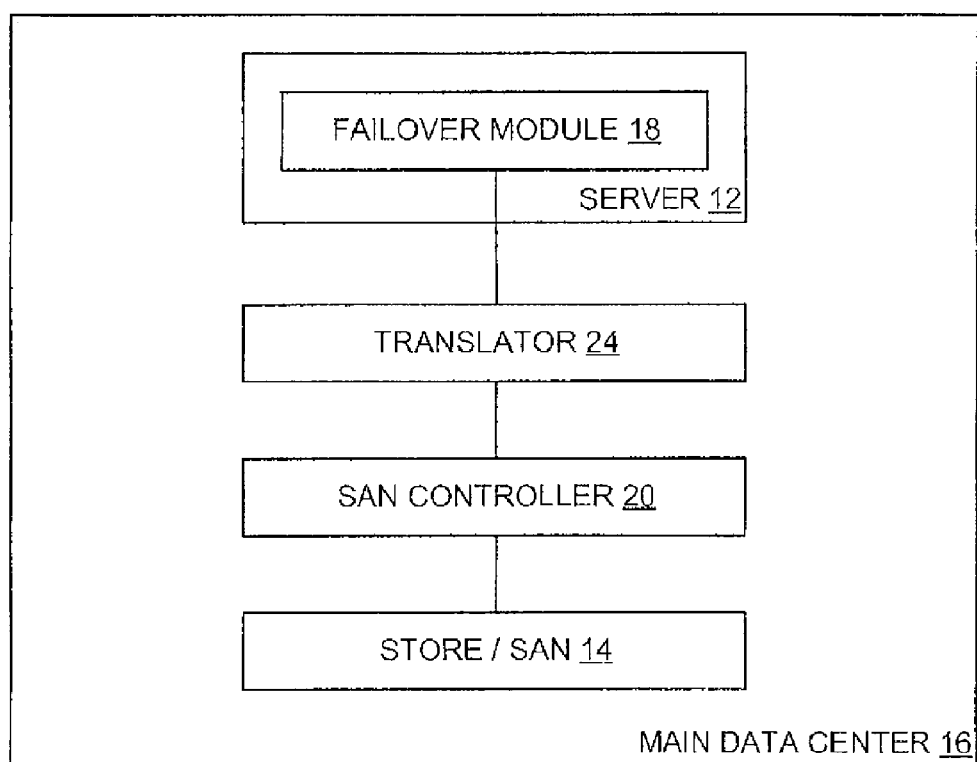 FAILOVER MODULE 18
SERVER 12
TRANSLATOR 24
SAN CONTROLLER 20
STORE / SAN 14
MAIN DATA CENTER 16